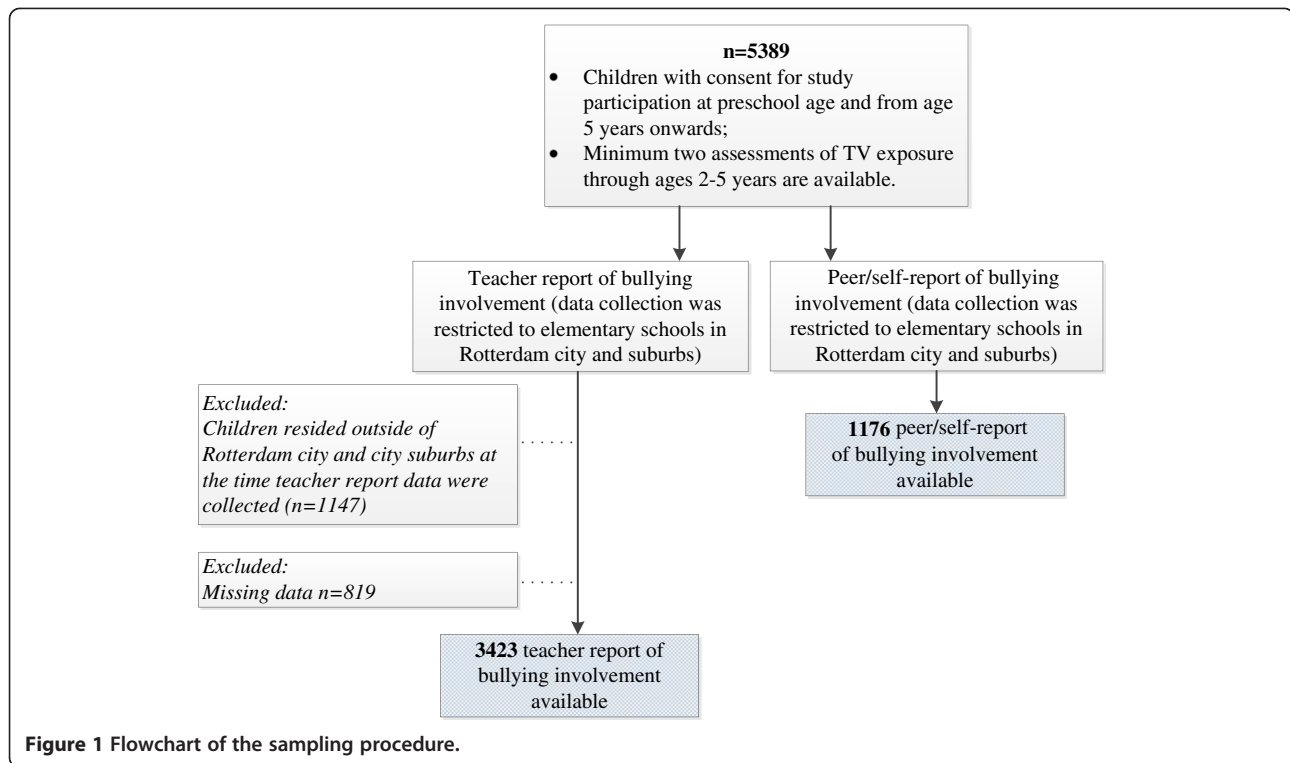 n=5389
• Children with consent for study
participation at preschool age and from age
5 years onwards;
• Minimum two assessments of TV exposure
through ages 2-5 years are available.
Teacher report of bullying
involvement (data collection was
restricted to elementary schools in
Rotterdam city and suburbs)
Peer/self-report of bullying
involvement (data collection was
restricted to elementary schools in
Rotterdam city and suburbs)
Excluded:
Children resided outside of
Rotterdam city and city suburbs at
the time teacher report data were
collected (n=1147)
1176 peer/self-report
of bullying involvement
available
Excluded:
Missing data n=819
3423 teacher report of
bullying involvement
available
Figure 1 Flowchart of the sampling procedure.